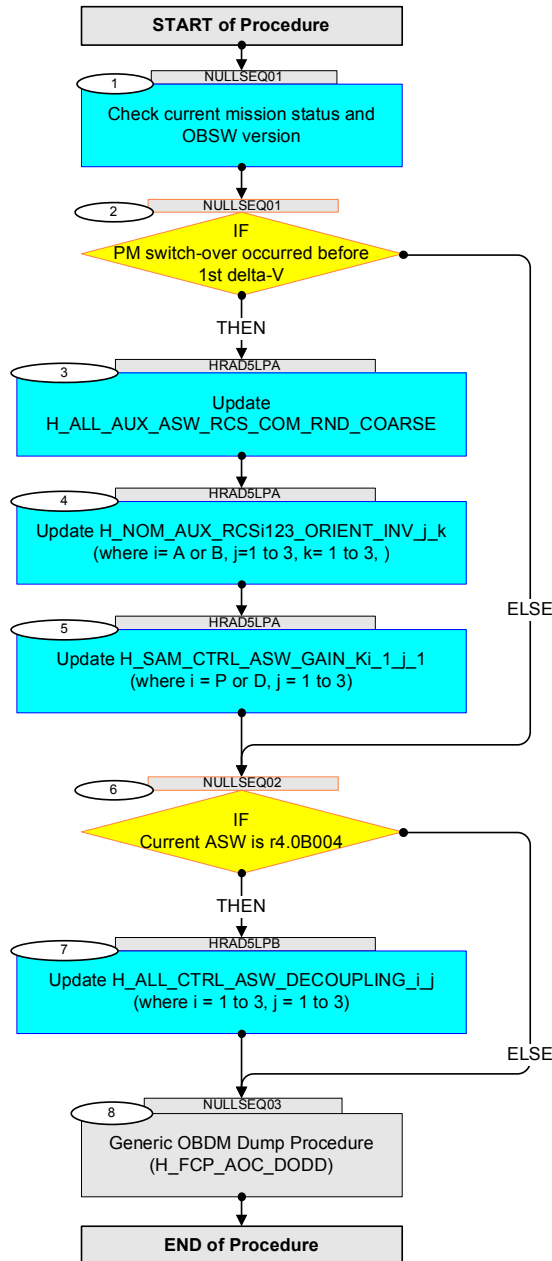 START of Procedure
NULLSEQ01
1
Check current mission status and
OBSW version
NULLSEQ01
2
IF
PM switch-over occurred before
1st delta-V
THEN
HRAD5LPA
3
Update
H_ALL_AUX_ASW_RCS_COM_RND_COARSE
HRAD5LPA
4
Update H_NOM_AUX_RCSi123_ORIENT_INV_j_k
(where i= A or B, j=1 to 3, k= 1 to 3, )
ELSE
HRAD5LPA
5
Update H_SAM_CTRL_ASW_GAIN_Ki_1_j_1
(where i = P or D, j = 1 to 3)
NULLSEQ02
6
IF
Current ASW is r4.0B004
THEN
HRAD5LPB
7
Update H_ALL_CTRL_ASW_DECOUPLING_i_j
(where i = 1 to 3, j = 1 to 3)
ELSE
NULLSEQ03
8
Generic OBDM Dump Procedure
(H_FCP_AOC_DODD)
END of Procedure